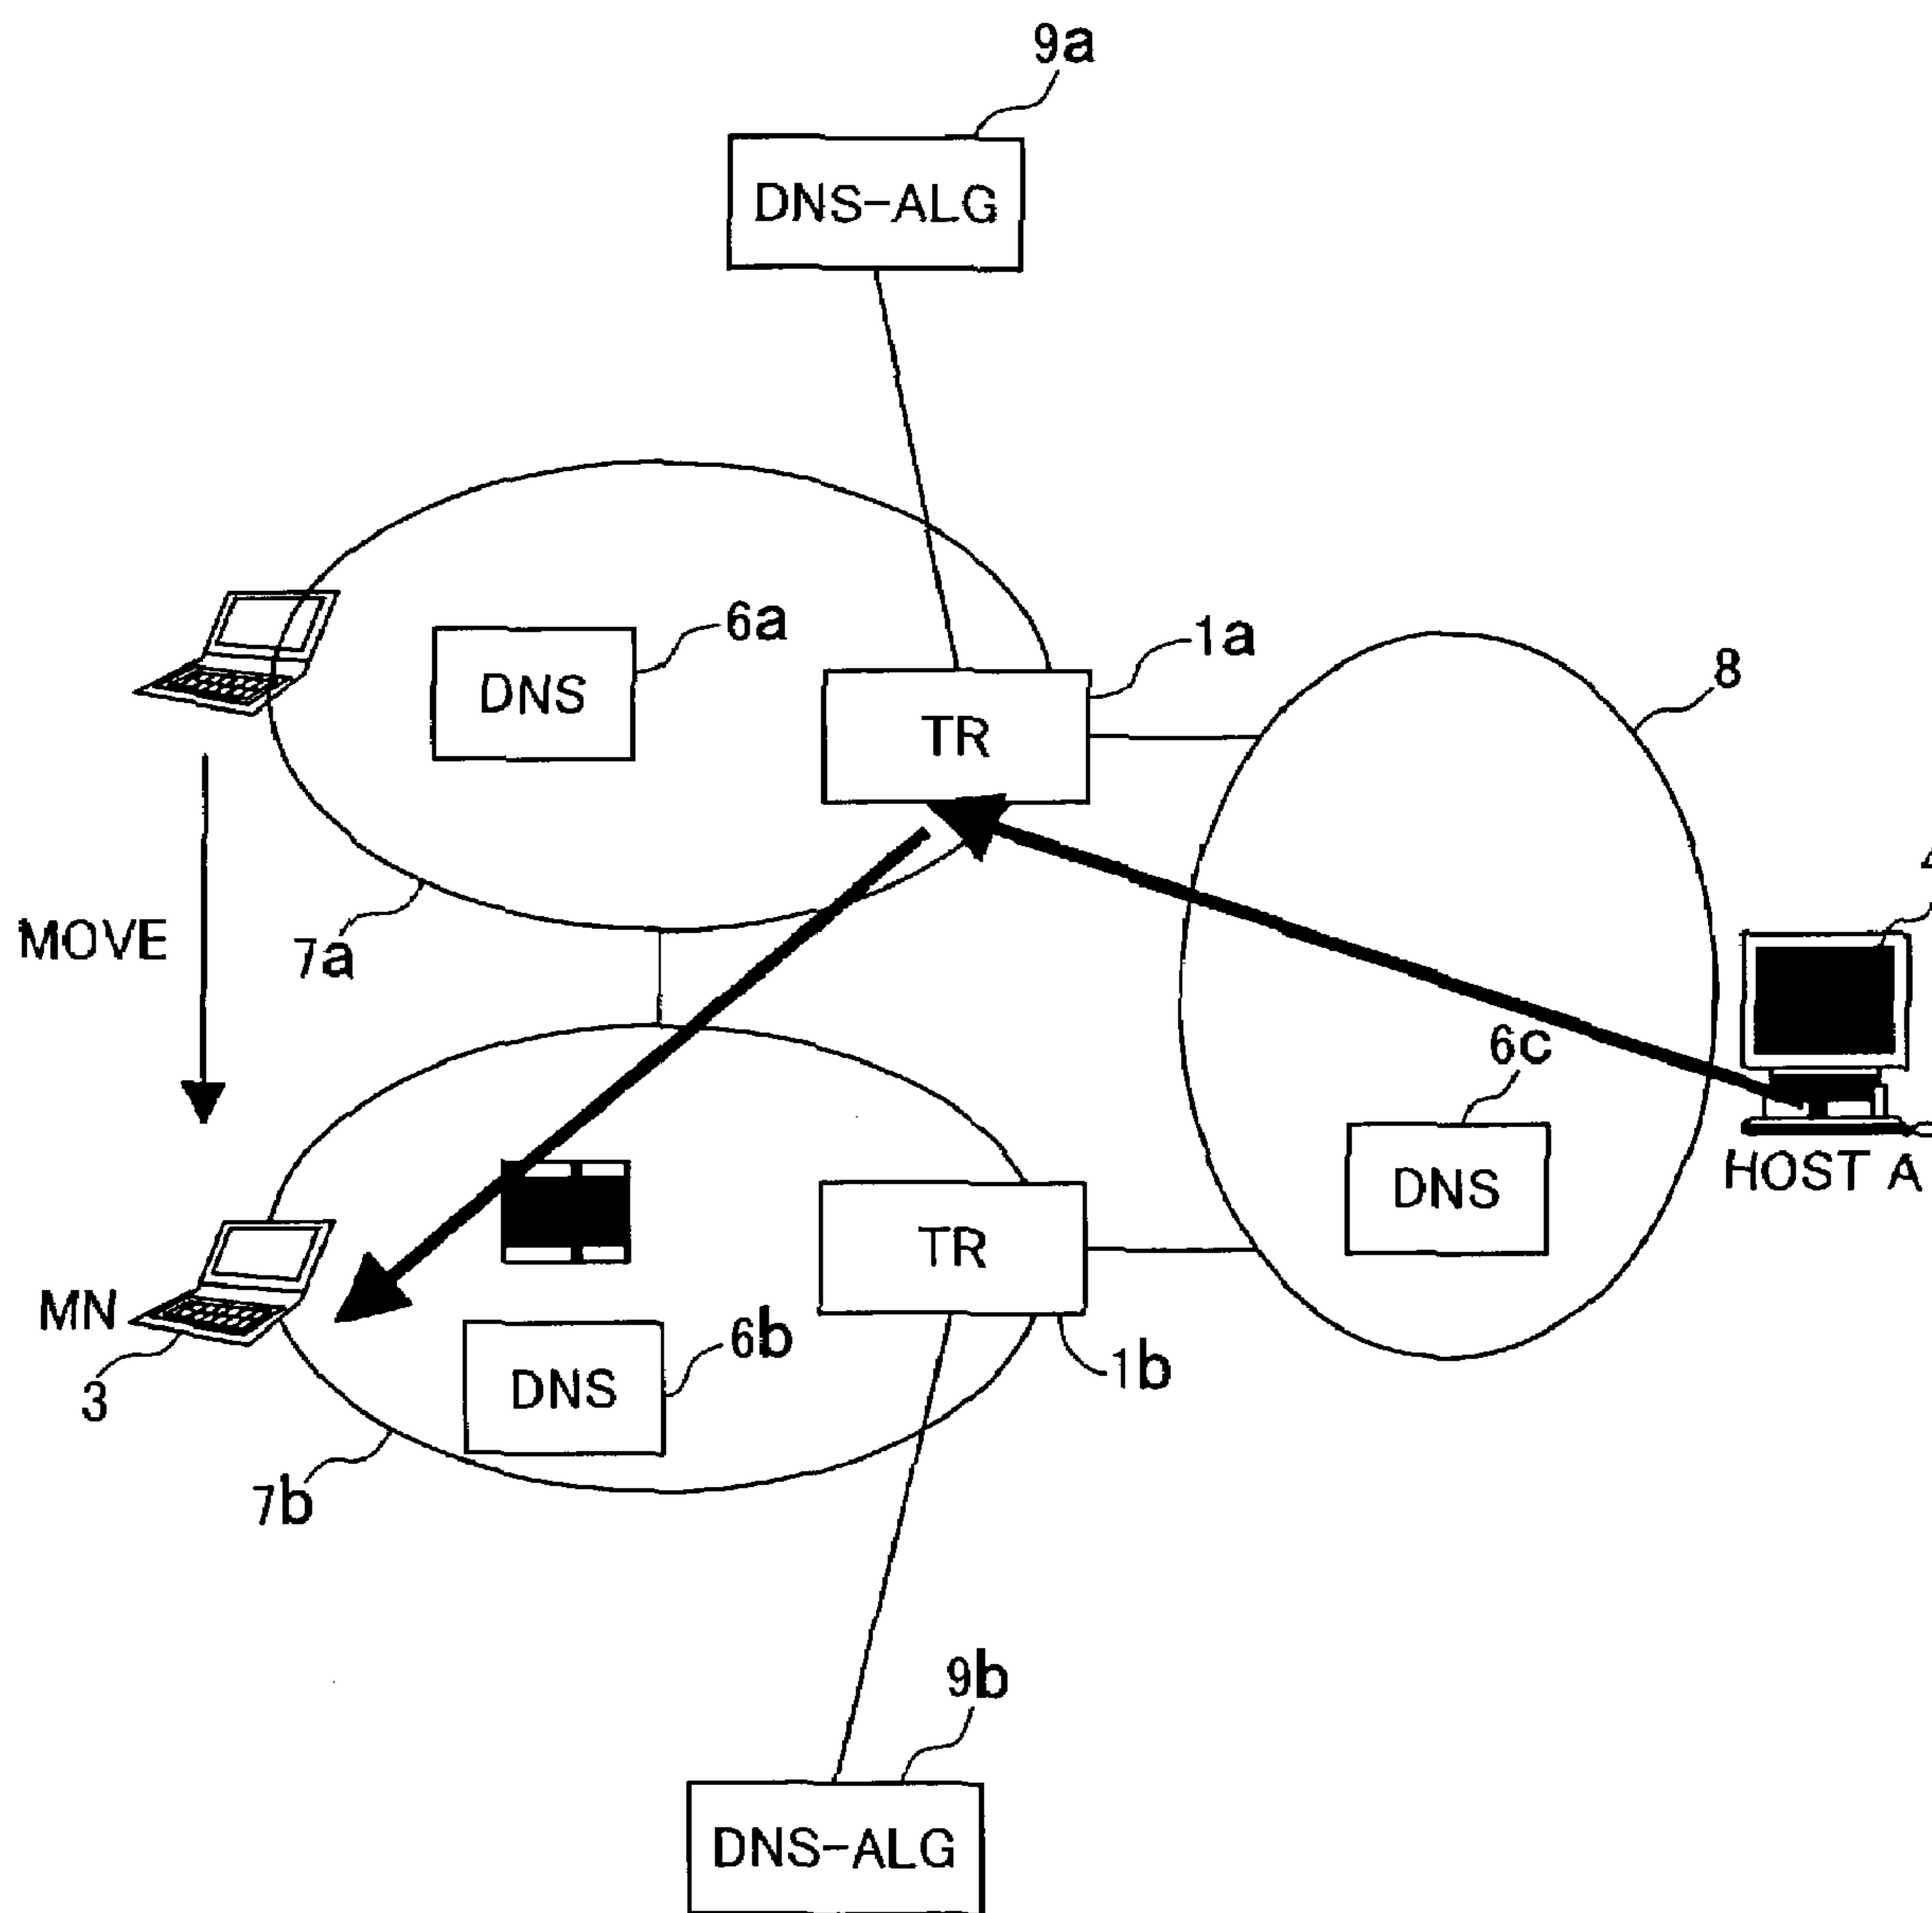 9a
DNS-ALG
6a
1a
DNS
TR
8
MOVE
7a
6c
DNS
HOST A
TR
MN
6b
1b
3
DNS
7b
9b
DNS-ALG